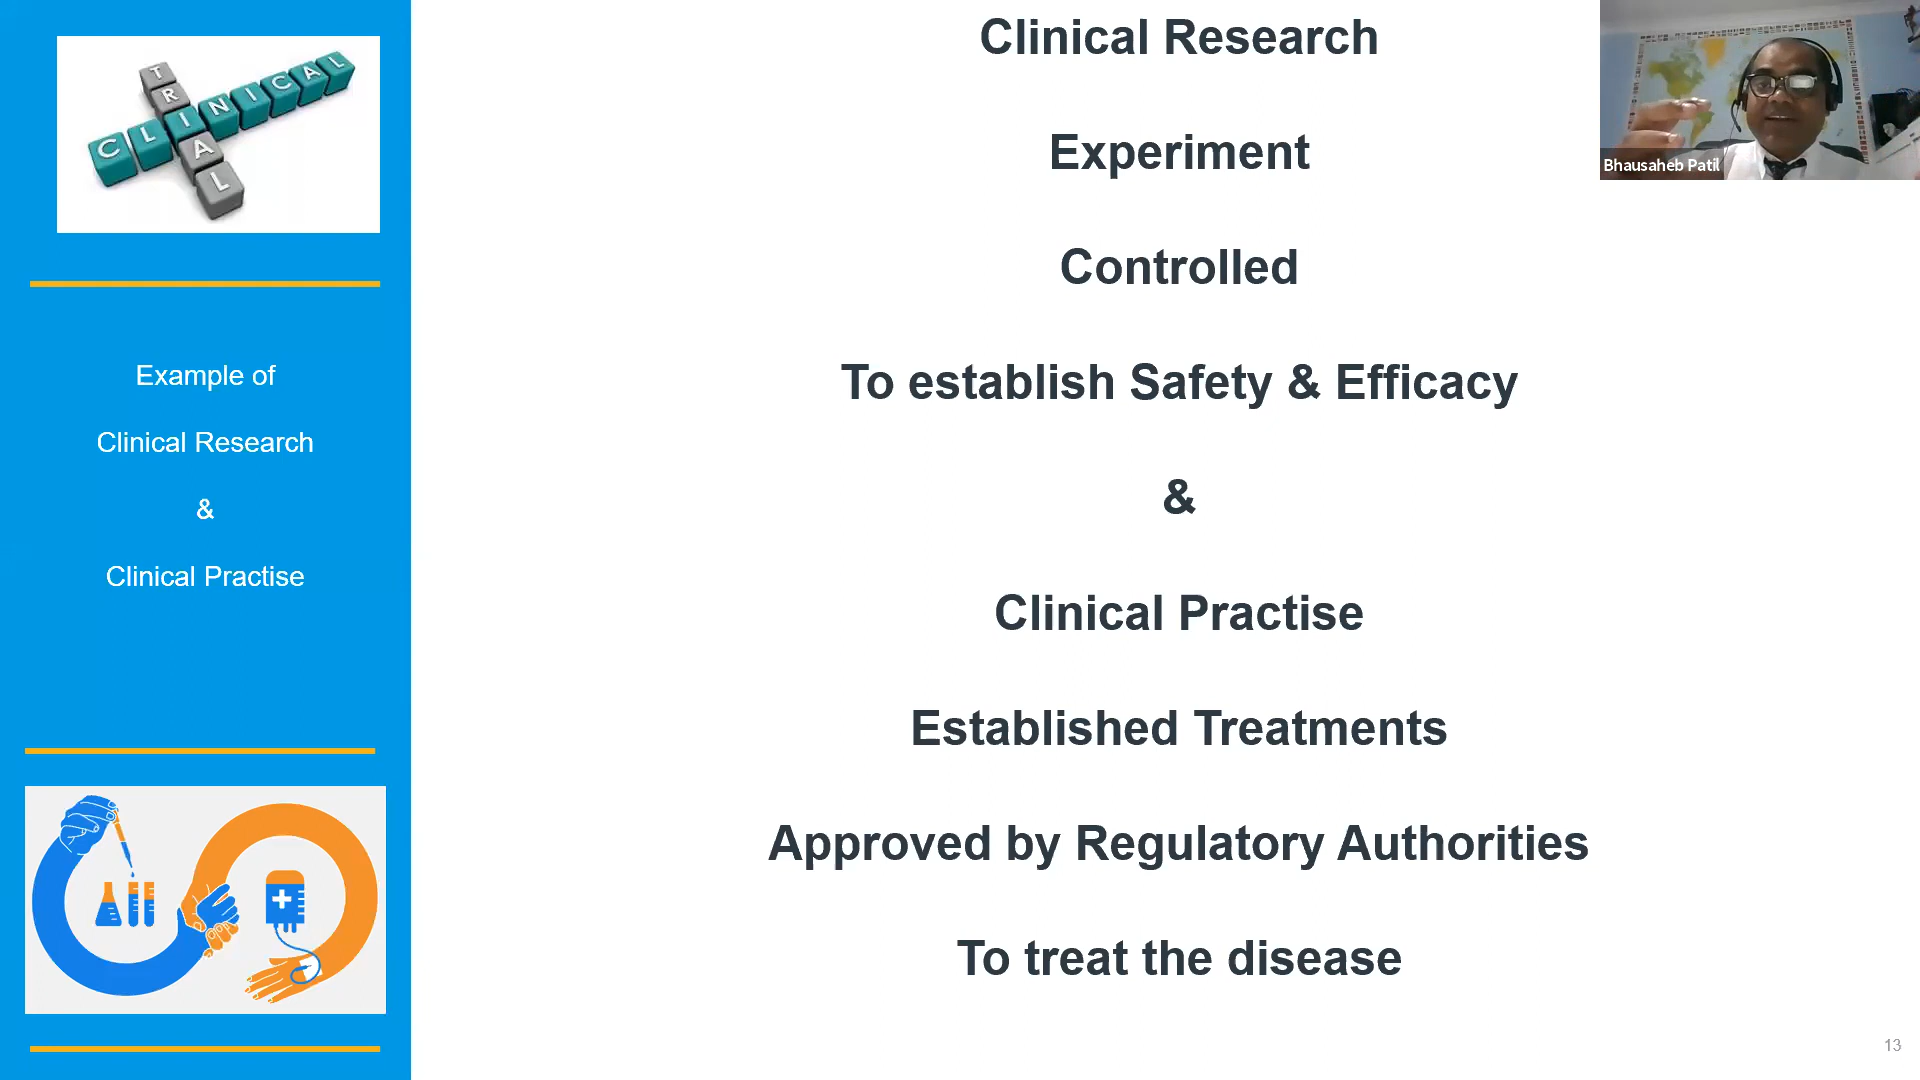 TRIAL
CLINICAL
Example of
Clinical Research
&
Clinical Practise
Clinical Research
Experiment
Controlled
To establish Safety & Efficacy
&
Clinical Practise
Established Treatments
Approved by Regulatory Authorities
To treat the disease
Bhausaheb Patil
13